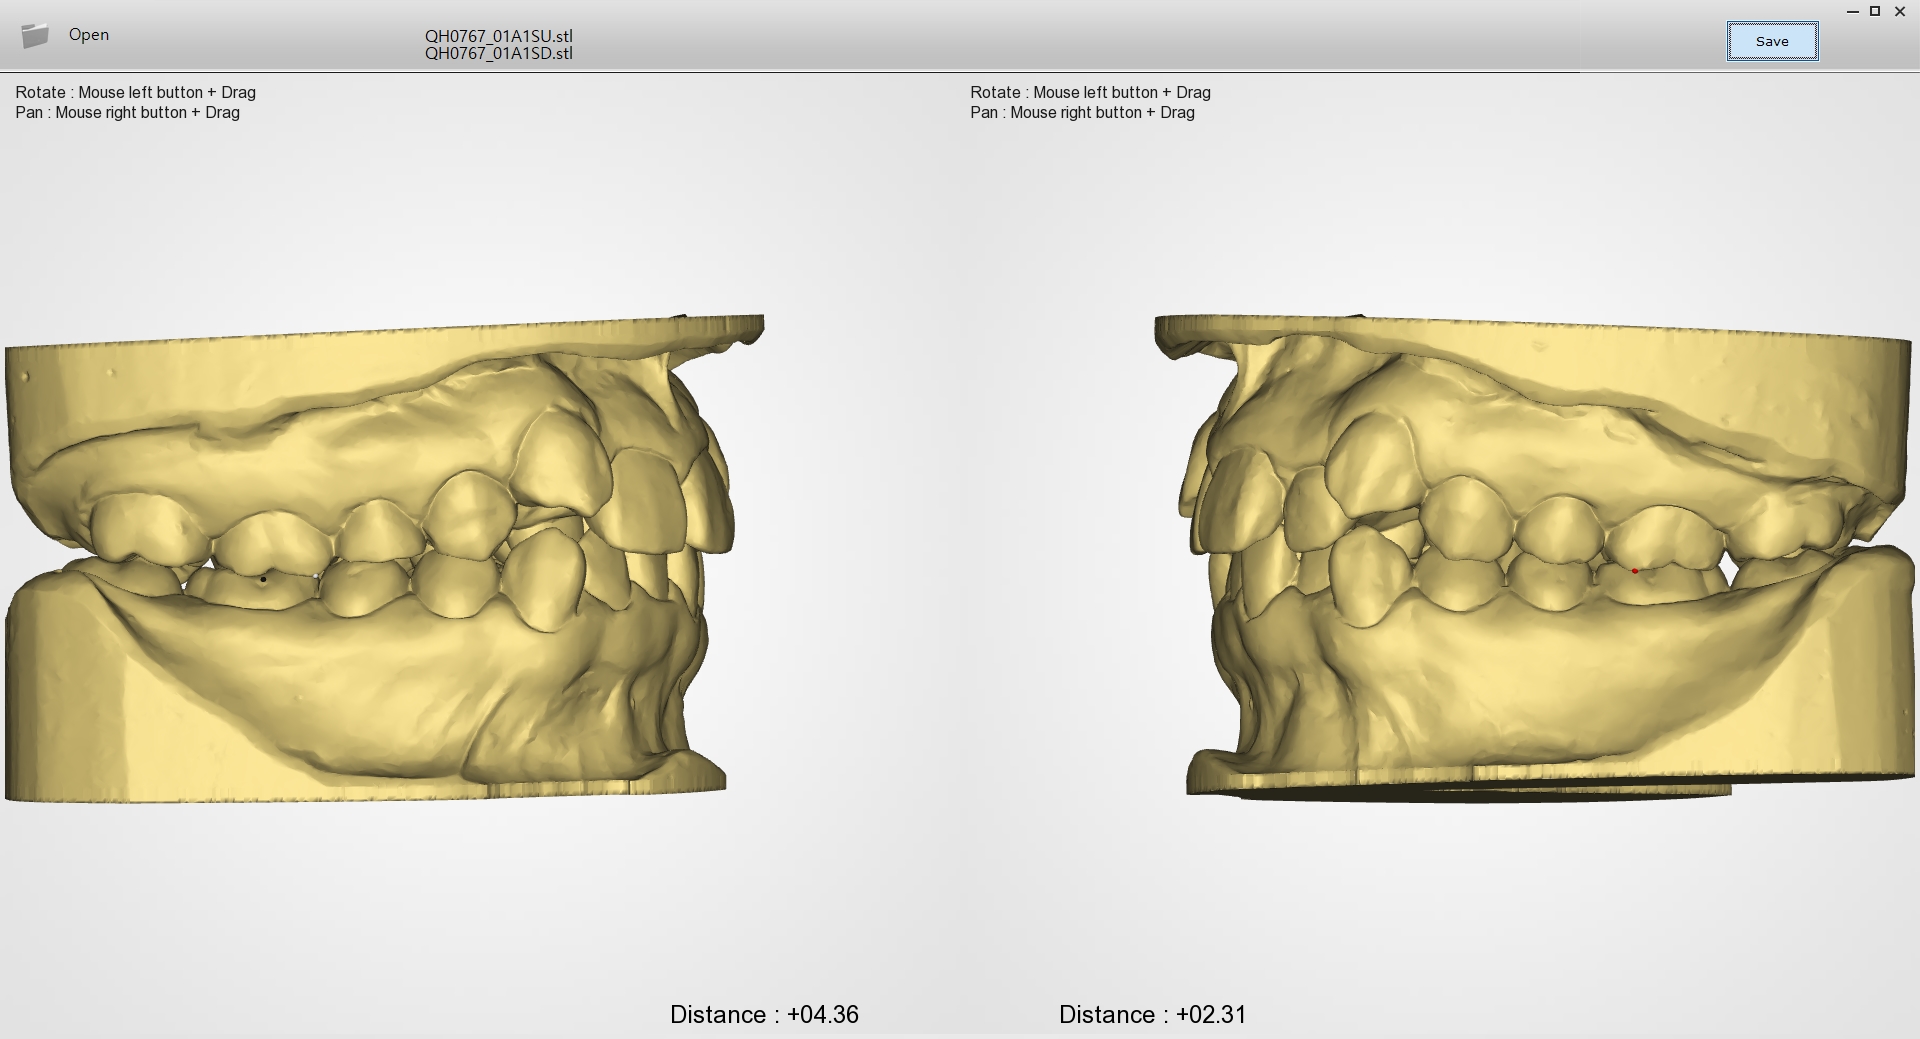 Open
QH0767_01A1SU.stl
QH0767_01A1SD.stl
Save
Rotate : Mouse left button + Drag
Pan : Mouse right button + Drag
Rotate : Mouse left button + Drag
Pan : Mouse right button + Drag
Distance : +04.36
Distance : +02.31